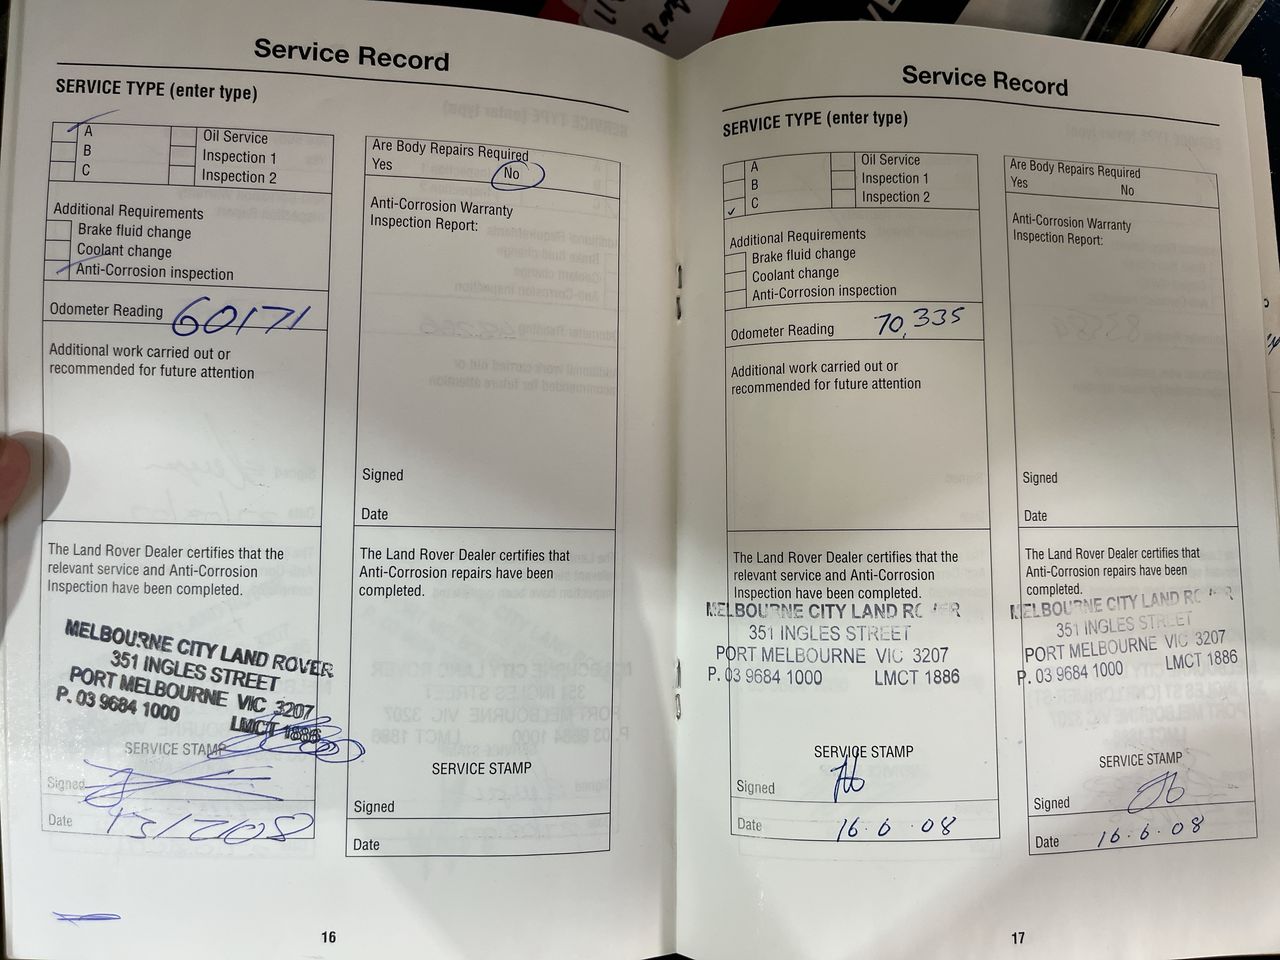 Service Record
SERVICE TYPE (enter type)
A
B
C
Oil Service
Inspection 1
Inspection 2
Additional Requirements
Brake fluid change
Coolant change
Anti-Corrosion inspection
Odometer Reading 60171
Additional work carried out or
recommended for future attention
The Land Rover Dealer certifies that the
relevant service and Anti-Corrosion
Inspection have been completed.
MELBOURNE CITY LAND ROVER
351 INGLES STREET
PORT MELBOURNE VIC 3207
P. 03 9684 1000 LMCT 1886
SERVICE STAMP
Signed
Date 13/2/08
Are Body Repairs Required
Yes No
Anti-Corrosion Warranty
Inspection Report:
Signed
Date
The Land Rover Dealer certifies that
Anti-Corrosion repairs have been
completed.
SERVICE STAMP
Signed
Date
16
Service Record
SERVICE TYPE (enter type)
A
B
C
Oil Service
Inspection 1
Inspection 2
Additional Requirements
Brake fluid change
Coolant change
Anti-Corrosion inspection
Odometer Reading 70,335
Additional work carried out or
recommended for future attention
The Land Rover Dealer certifies that the
relevant service and Anti-Corrosion
Inspection have been completed.
MELBOURNE CITY LAND ROVER
351 INGLES STREET
PORT MELBOURNE VIC 3207
P. 03 9684 1000 LMCT 1886
SERVICE STAMP
Signed
Date 16.6.08
Are Body Repairs Required
Yes No
Anti-Corrosion Warranty
Inspection Report:
Signed
Date
The Land Rover Dealer certifies that
Anti-Corrosion repairs have been
completed.
MELBOURNE CITY LAND ROVER
351 INGLES STREET
PORT MELBOURNE VIC 3207
P. 03 9684 1000 LMCT 1886
SERVICE STAMP
Signed
Date 16.6.08
17